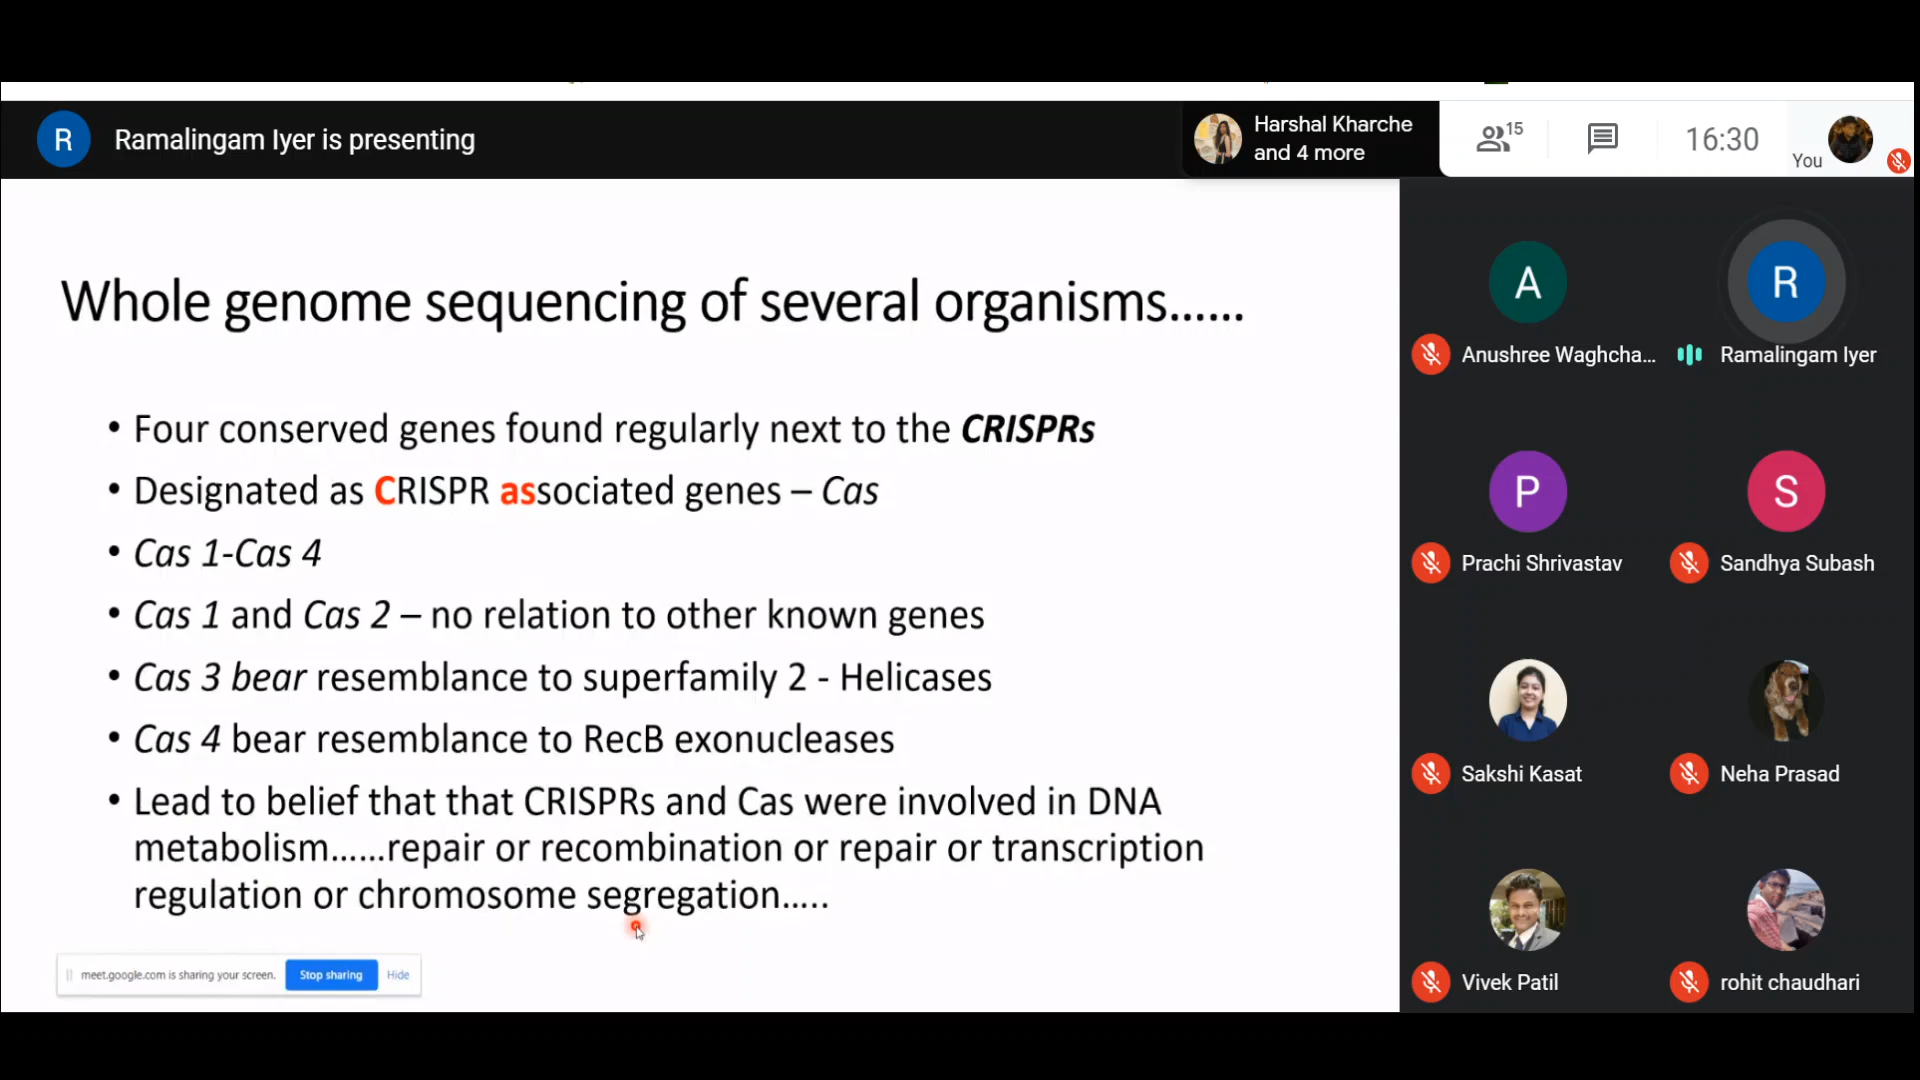 R
Ramalingam Iyer is presenting
Harshal Kharche
and 4 more
15
16:30
You
Whole genome sequencing of several organisms......
• Four conserved genes found regularly next to the CRISPRs
• Designated as CRISPR associated genes – Cas
• Cas 1-Cas 4
• Cas 1 and Cas 2 – no relation to other known genes
• Cas 3 bear resemblance to superfamily 2 - Helicases
• Cas 4 bear resemblance to RecB exonucleases
• Lead to belief that that CRISPRs and Cas were involved in DNA
metabolism......repair or recombination or repair or transcription
regulation or chromosome segregation.....
meet.google.com is sharing your screen. Stop sharing Hide
A
R
Anushree Waghcha...
Ramalingam Iyer
P
S
Prachi Shrivastav
Sandhya Subash
Sakshi Kasat
Neha Prasad
Vivek Patil
rohit chaudhari